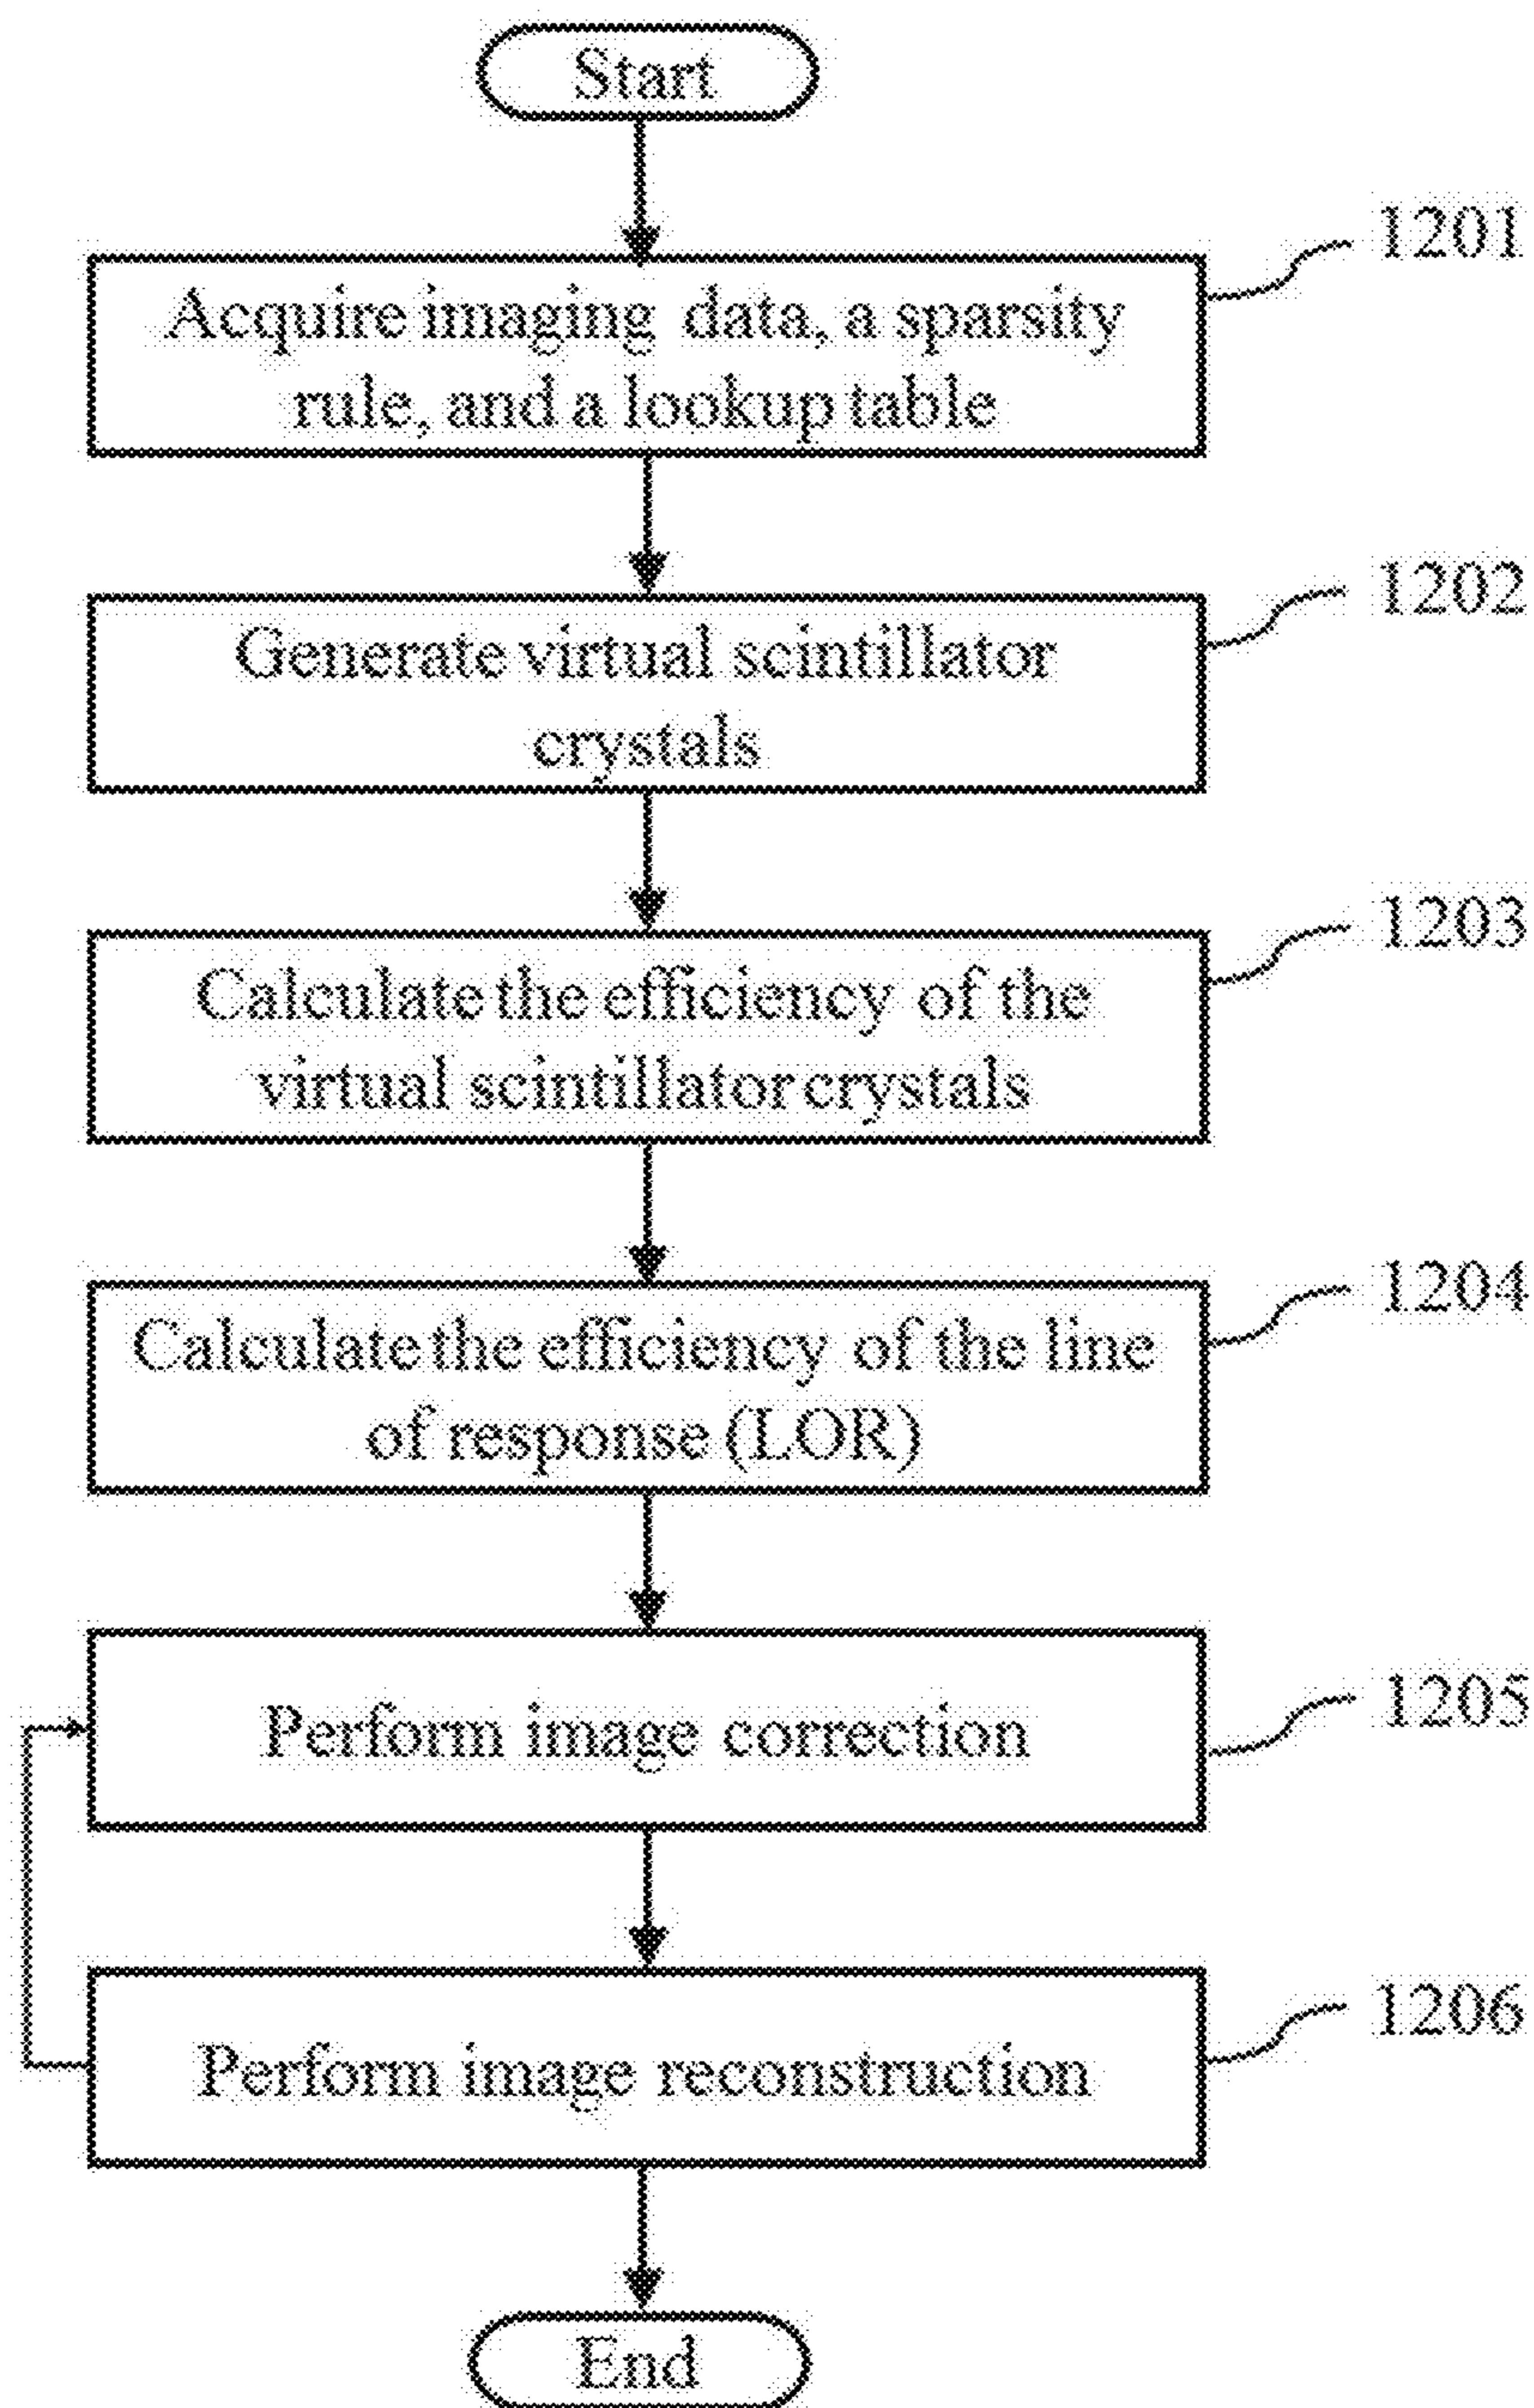 Start
1201
Acquire imaging data, a sparsity
rule, and a lookup table
1202
Generate virtual scintillator
crystals
1203
Calculate the efficiency of the
virtual scintillator crystals
1204
Calculate the efficiency of the line
of response (LOR)
1205
Perform image correction
1206
Perform image reconstruction
End